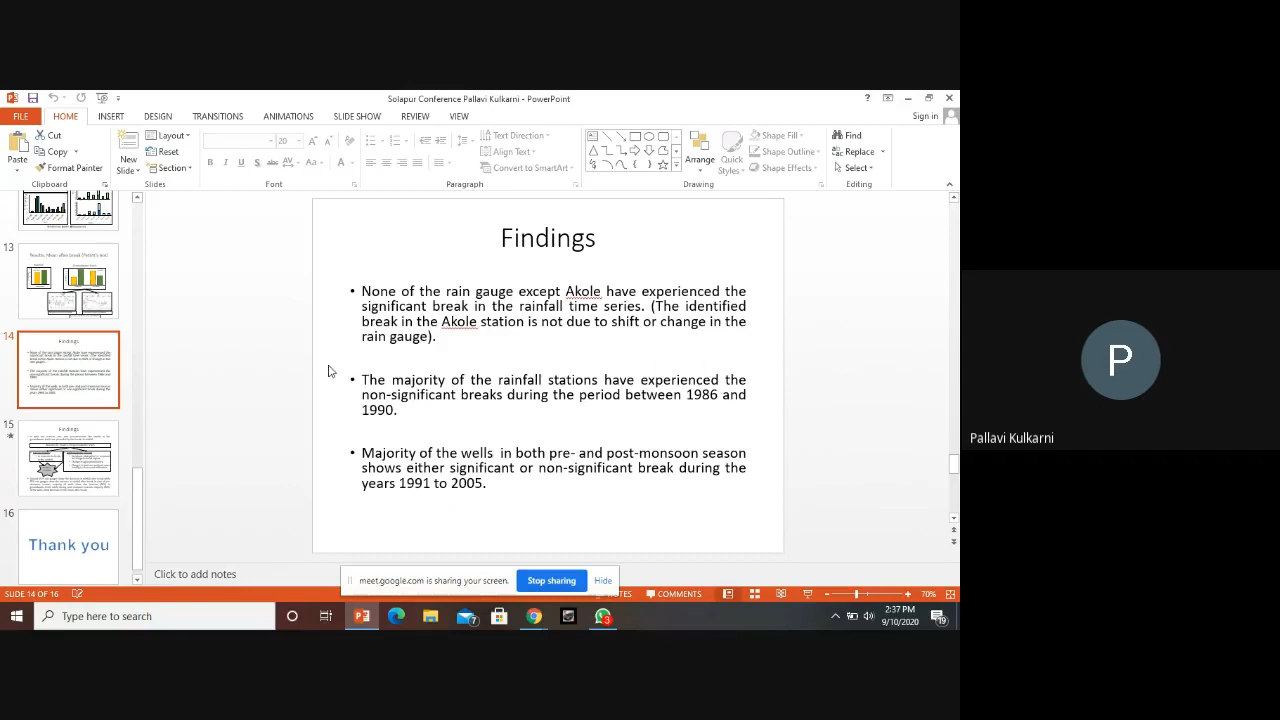 Solapur Conference Pallavi Kulkarni - PowerPoint
FILE HOME INSERT DESIGN TRANSITIONS ANIMATIONS SLIDE SHOW REVIEW VIEW Sign in
Paste Cut Copy Format Painter
Clipboard
New Slide Layout Reset Section
Slides
20
Font
Text Direction Align Text Convert to SmartArt
Paragraph
Arrange Quick Styles Shape Fill Shape Outline Shape Effects
Drawing
Find Replace Select
Editing
13
14
Findings
15
Findings
16
Thank you
Findings
• None of the rain gauge except Akole have experienced the
significant break in the rainfall time series. (The identified
break in the Akole station is not due to shift or change in the
rain gauge).
• The majority of the rainfall stations have experienced the
non-significant breaks during the period between 1986 and
1990.
• Majority of the wells in both pre- and post-monsoon season
shows either significant or non-significant break during the
years 1991 to 2005.
Click to add notes
meet.google.com is sharing your screen. Stop sharing Hide
SLIDE 14 OF 16 COMMENTS 70%
Type here to search
7
3
2:37 PM
9/10/2020
19
P
Pallavi Kulkarni